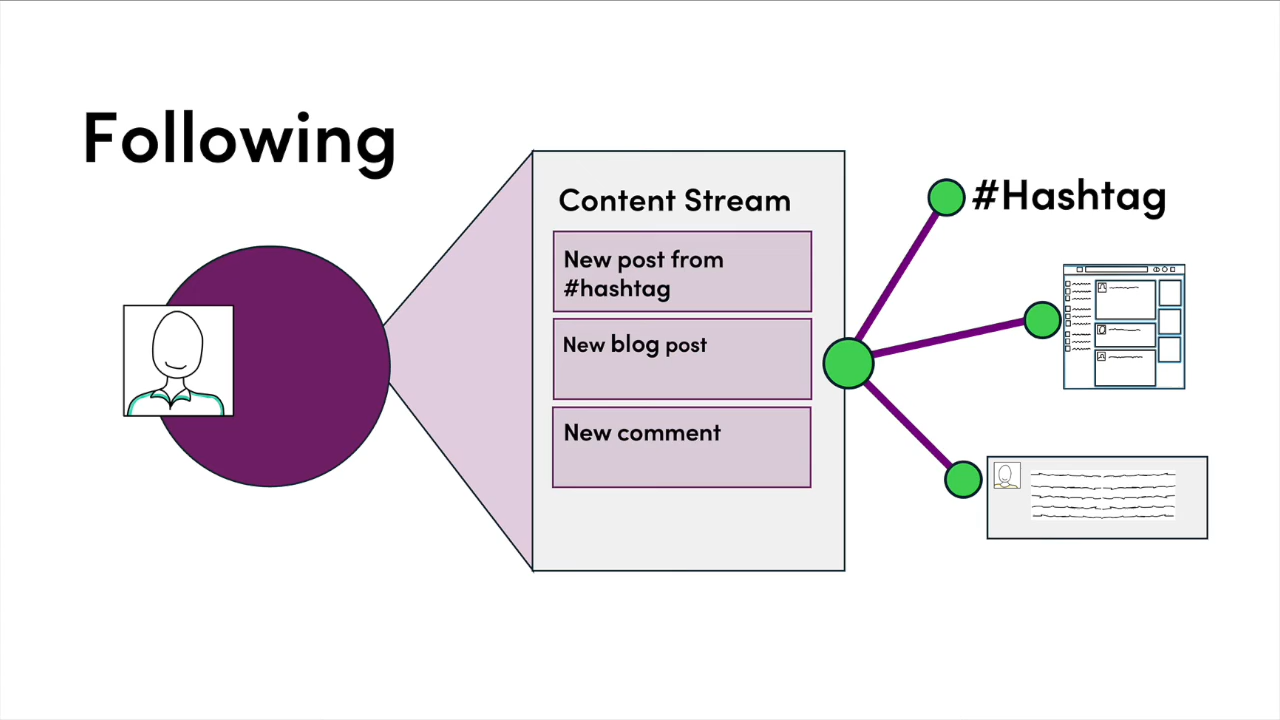 Following
Content Stream
New post from
#hashtag
New blog post
New comment
#Hashtag